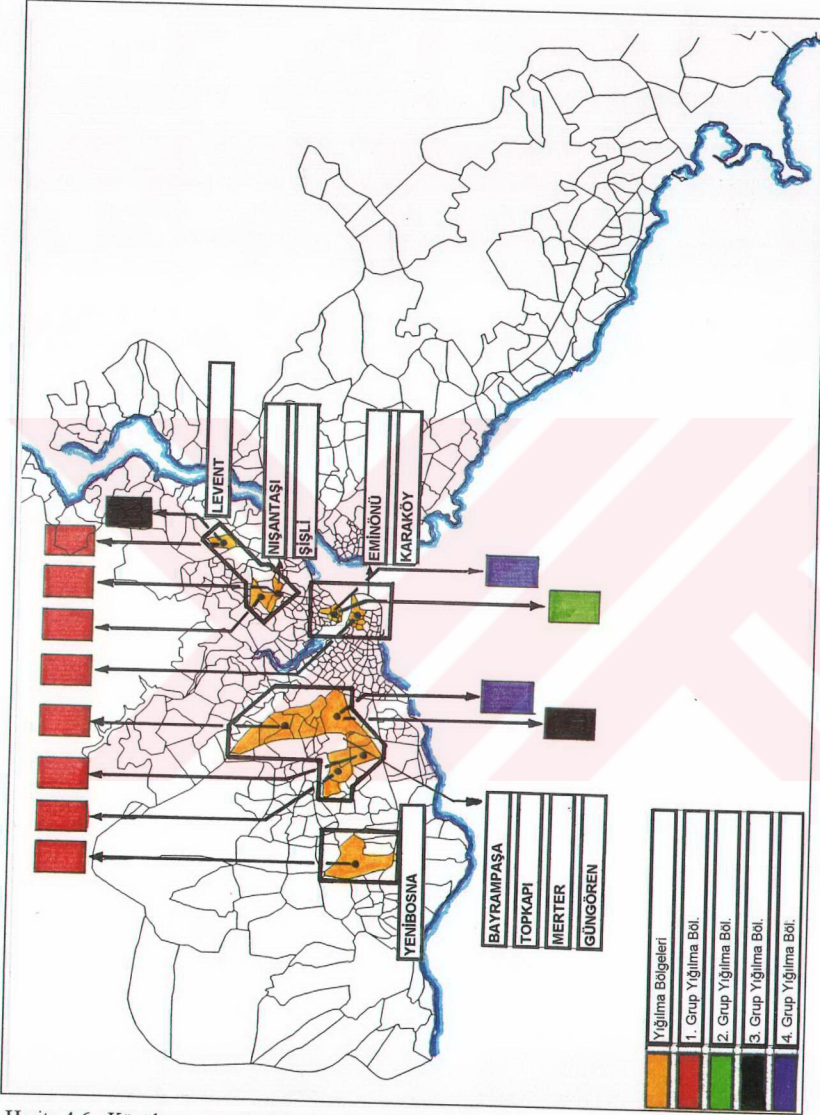 LEVENT
NIŞANTAŞI
ŞİŞLİ
EMİNÖNÜ
KARAKÖY
YENİBOSNA
BAYRAMPAŞA
TOPKAPI
MERTER
GÜNGÖREN
Yığılma Bölgeleri
1. Grup Yığılma Böl.
2. Grup Yığılma Böl.
3. Grup Yığılma Böl.
4. Grup Yığılma Böl.